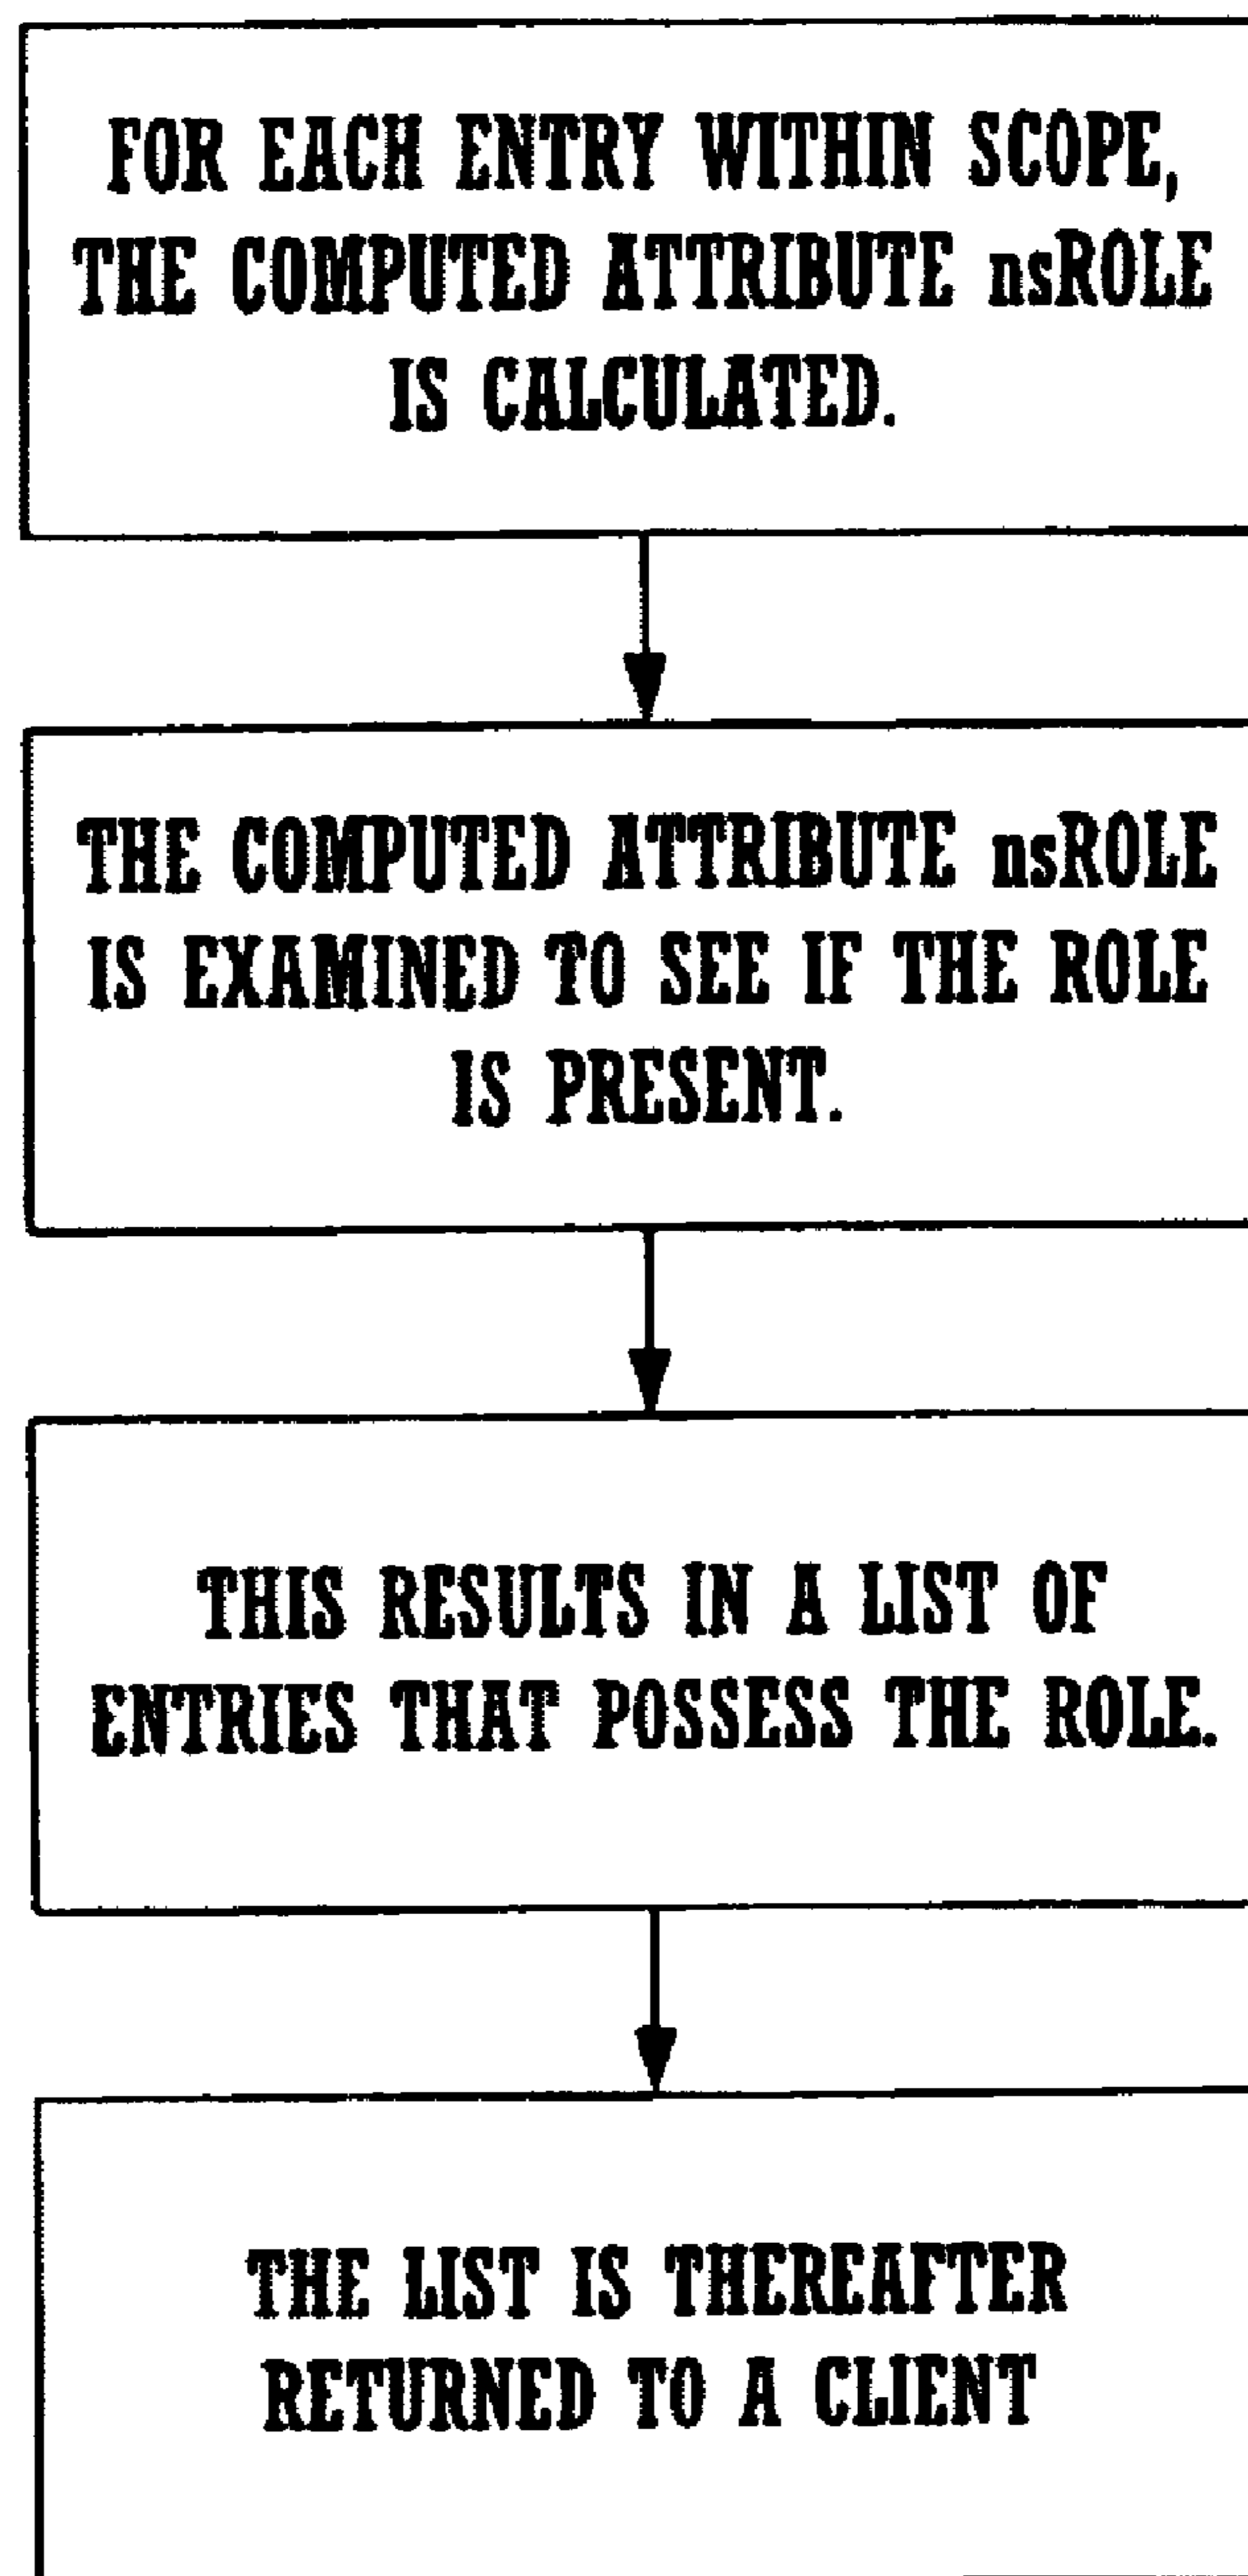 FOR EACH ENTRY WITHIN SCOPE,
THE COMPUTED ATTRIBUTE nsROLE
IS CALCULATED.
THE COMPUTED ATTRIBUTE nsROLE
IS EXAMINED TO SEE IF THE ROLE
IS PRESENT.
THIS RESULTS IN A LIST OF
ENTRIES THAT POSSESS THE ROLE.
THE LIST IS THEREAFTER
RETURNED TO A CLIENT